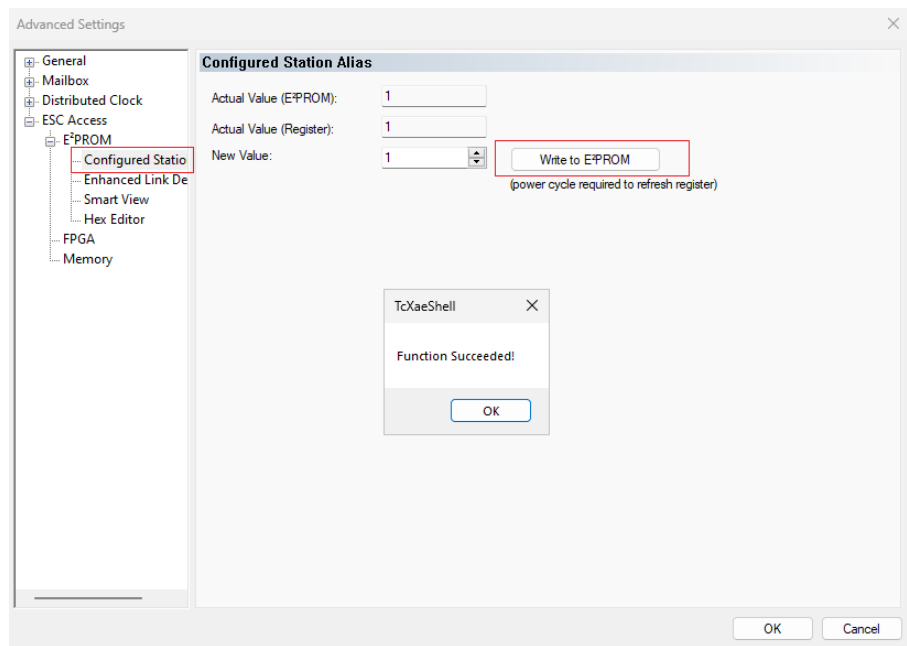 Advanced Settings
General
Mailbox
Distributed Clock
ESC Access
E²PROM
Configured Statio
Enhanced Link De
Smart View
Hex Editor
FPGA
Memory
Configured Station Alias
Actual Value (E²PROM): 1
Actual Value (Register): 1
New Value: 1 Write to E²PROM
(power cycle required to refresh register)
TcXaeShell
Function Succeeded!
OK
OK Cancel